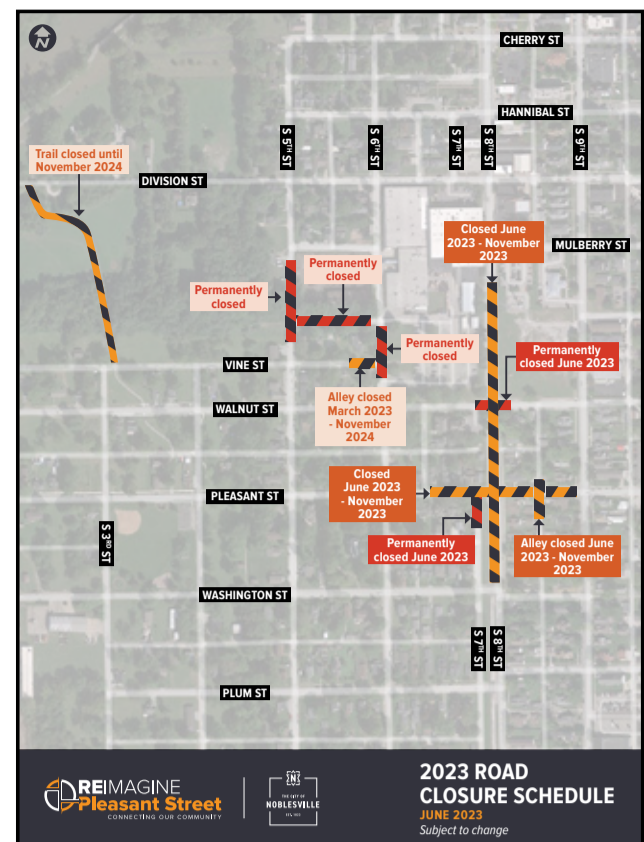 N
CHERRY ST
HANNIBAL ST
S 5TH ST
S 6TH ST
S 7TH ST
S 8TH ST
S 9TH ST
Trail closed until
November 2024
DIVISION ST
Closed June
2023 - November
2023
MULBERRY ST
Permanently
closed
Permanently
closed
Permanently
closed
Permanently
closed June 2023
VINE ST
Alley closed
March 2023
- November
2024
WALNUT ST
Closed
June 2023
- November
2023
PLEASANT ST
S 3RD ST
Permanently
closed June 2023
Alley closed June
2023 - November
2023
WASHINGTON ST
S 7TH ST
S 8TH ST
PLUM ST
REIMAGINE
Pleasant Street
CONNECTING OUR COMMUNITY
N
THE CITY OF
NOBLESVILLE
2023 ROAD
CLOSURE SCHEDULE
JUNE 2023
Subject to change